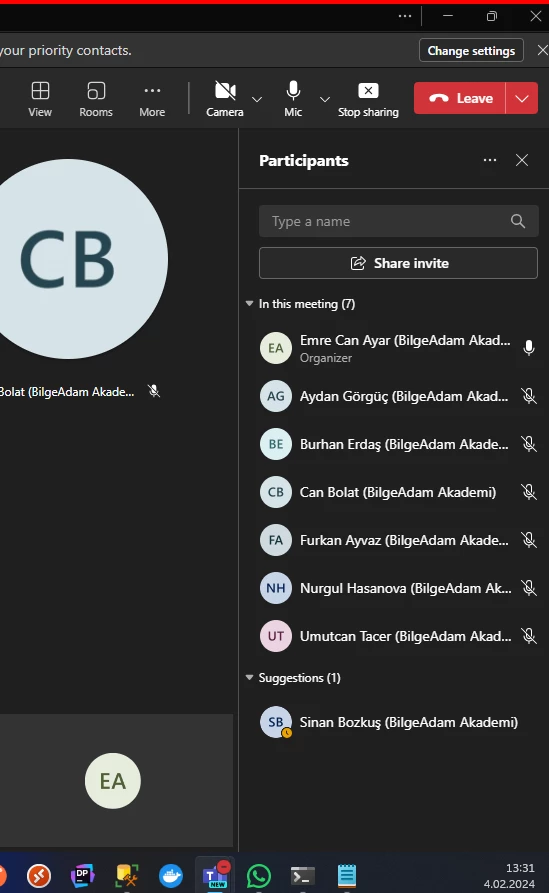 your priority contacts.
Change settings
View
Rooms
More
Camera
Mic
Stop sharing
Leave
Participants
Type a name
Share invite
In this meeting (7)
CB
Bolat (BilgeAdam Akade...
EA
Emre Can Ayar (BilgeAdam Akad...
Organizer
AG
Aydan Görgüç (BilgeAdam Akad...
BE
Burhan Erdaş (BilgeAdam Akade...
CB
Can Bolat (BilgeAdam Akademi)
FA
Furkan Ayvaz (BilgeAdam Akade...
NH
Nurgul Hasanova (BilgeAdam Ak...
UT
Umutcan Tacer (BilgeAdam Akad...
Suggestions (1)
SB
Sinan Bozkuş (BilgeAdam Akademi)
EA
DP
T
NEW
13:31
4.02.2024